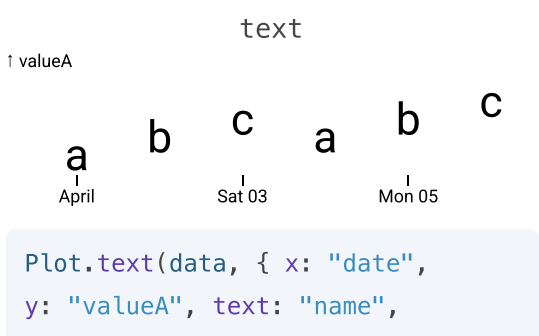 text
↑ valueA
a b c a b c
April Sat 03 Mon 05
Plot.text(data, { x: "date",
y: "valueA", text: "name",